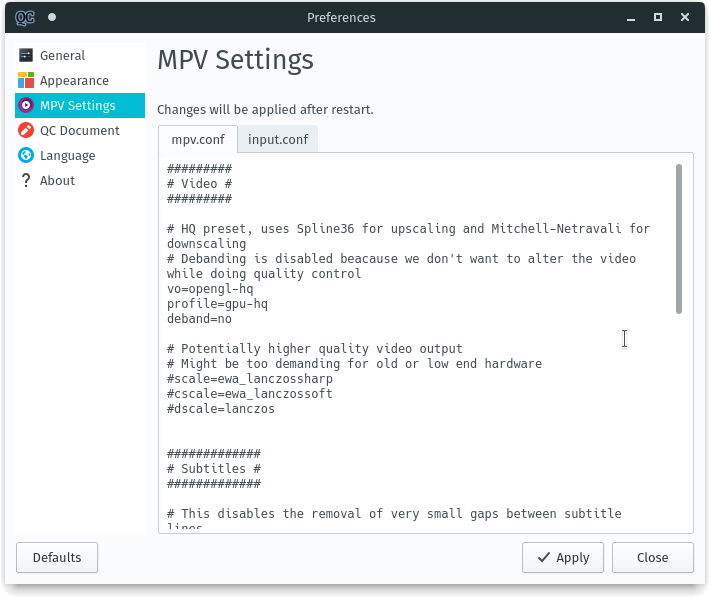 QC
Preferences
General
Appearance
MPV Settings
QC Document
Language
? About
MPV Settings
Changes will be applied after restart.
mpv.conf
input.conf
#########
# Video #
#########
# HQ preset, uses Spline36 for upscaling and Mitchell-Netravali for
downscaling
# Debanding is disabled beacause we don't want to alter the video
while doing quality control
vo=opengl-hq
profile=gpu-hq
deband=no
# Potentially higher quality video output
# Might be too demanding for old or low end hardware
#scale=ewa_lanczossharp
#cscale=ewa_lanczossoft
#dscale=lanczos
#############
# Subtitles #
#############
# This disables the removal of very small gaps between subtitle
lines
Defaults
Apply
Close